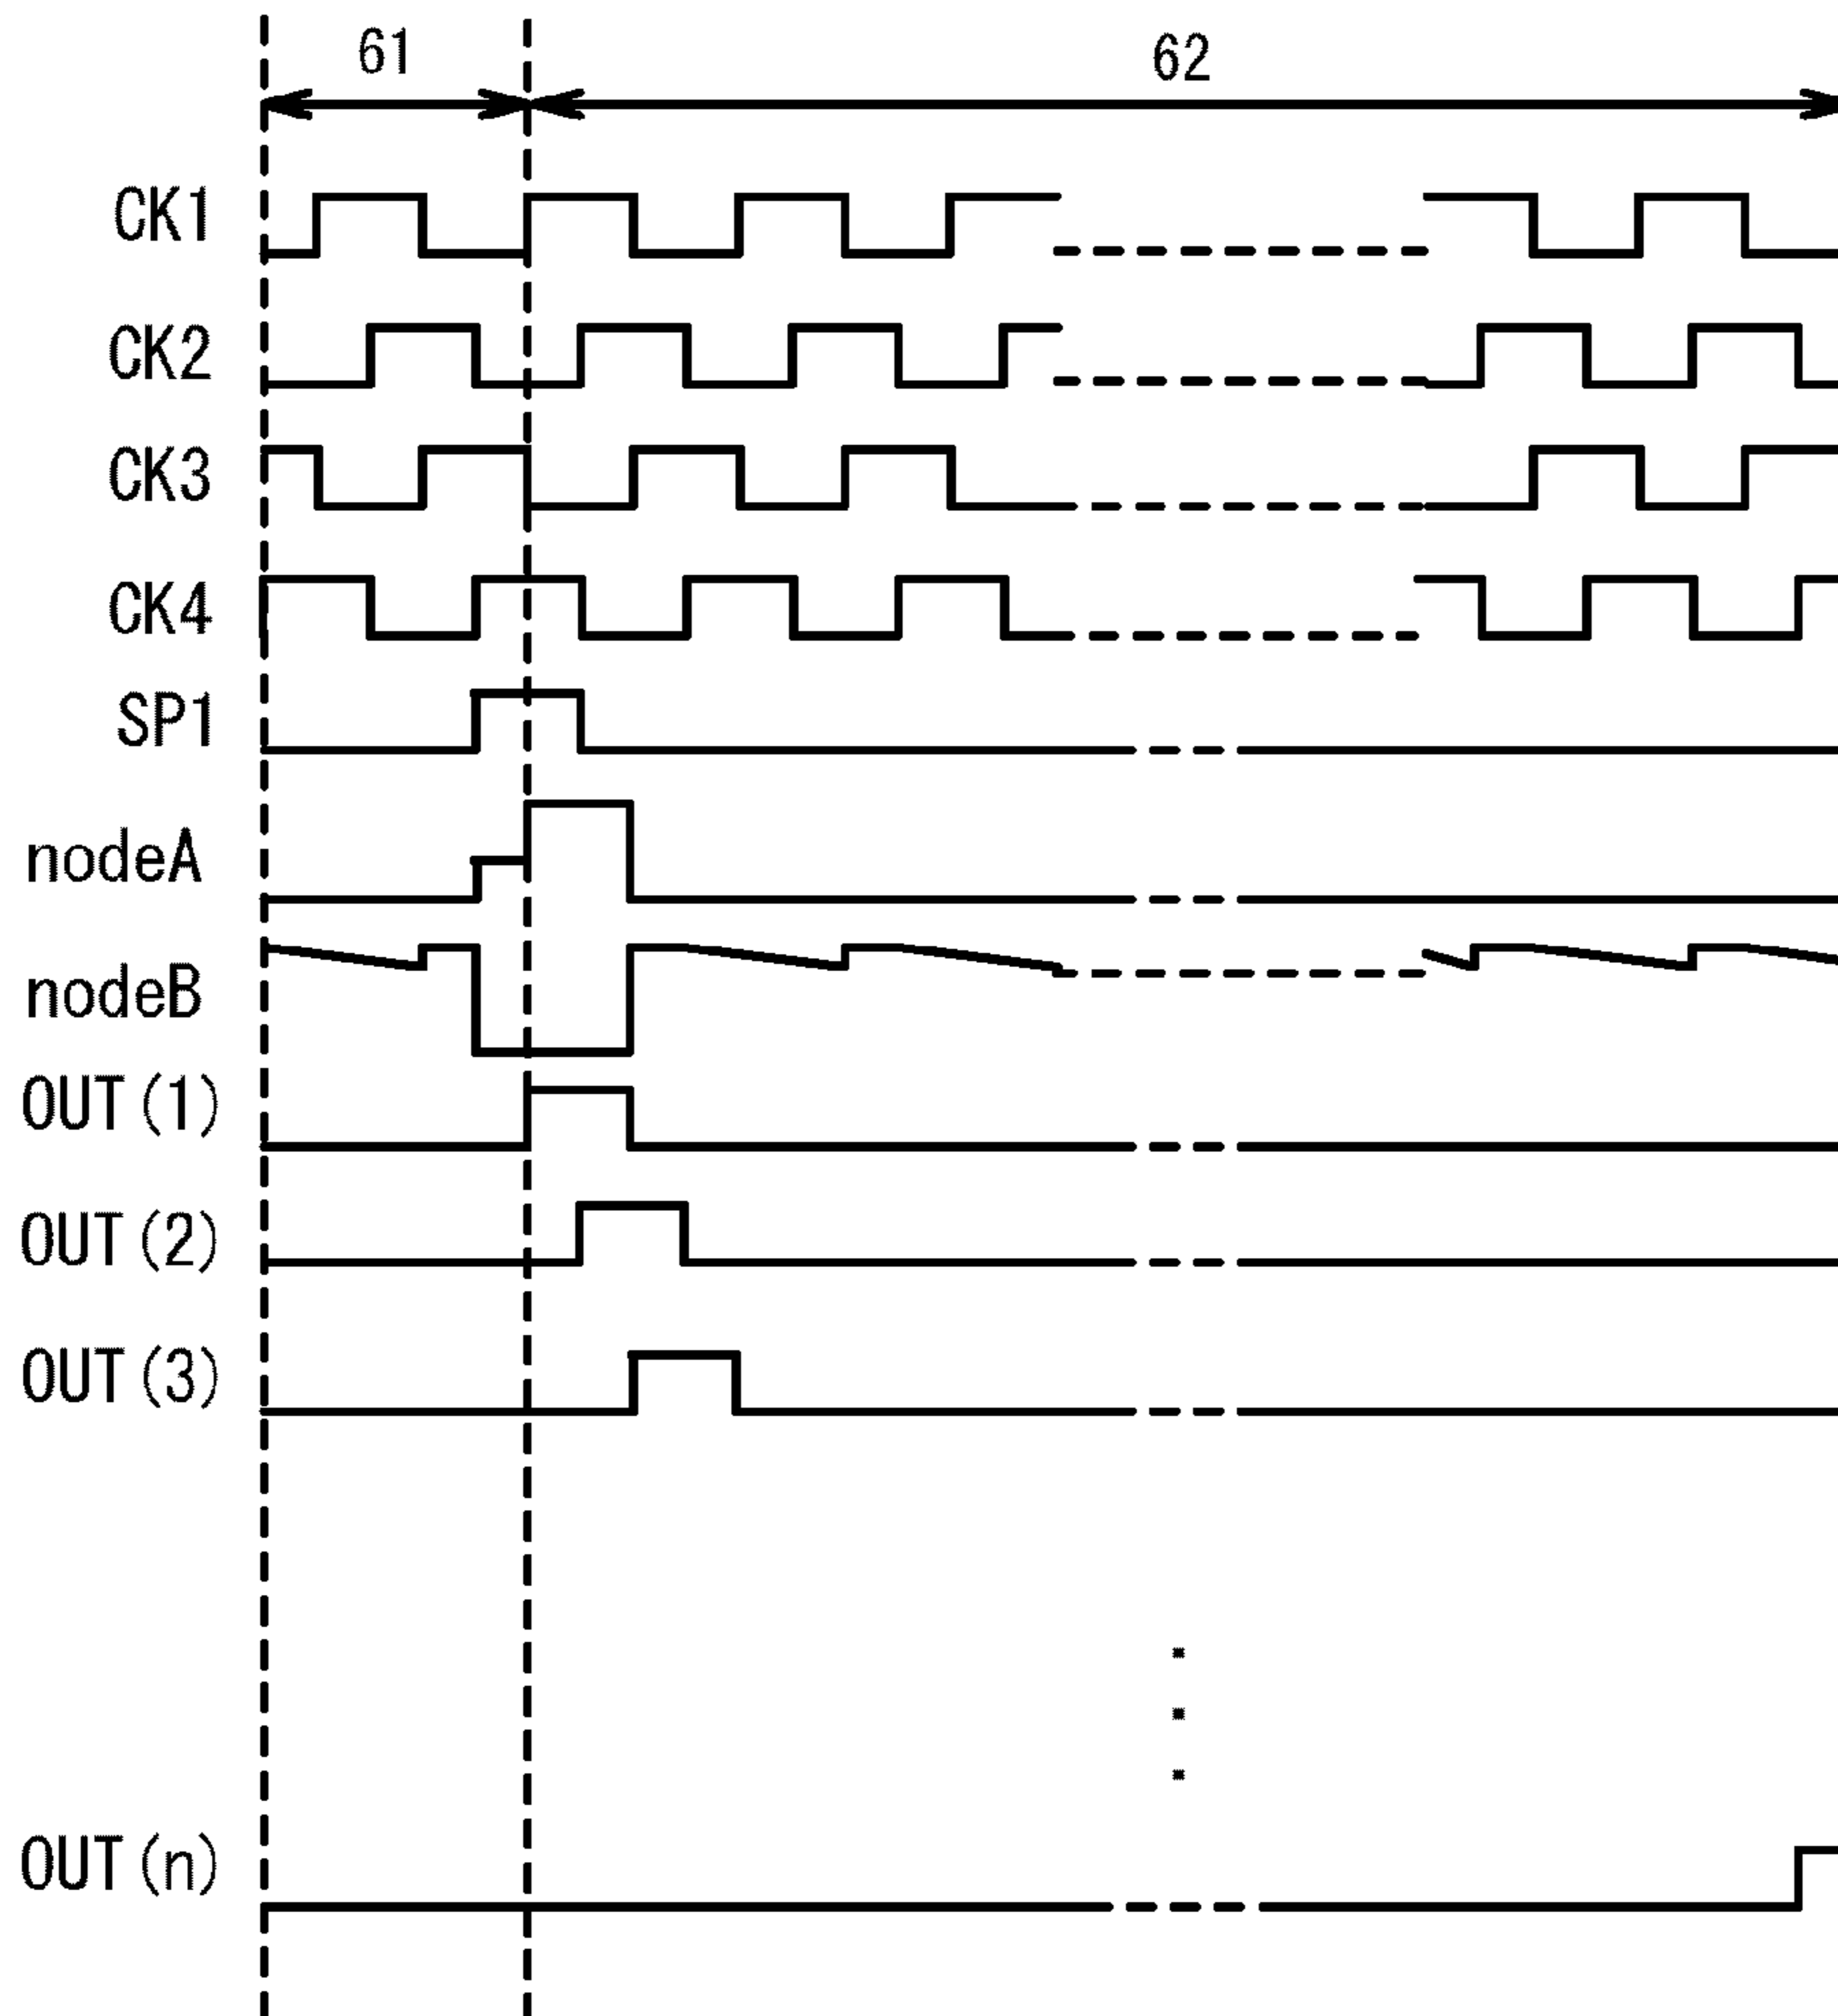 61
62
CK1
CK2
CK3
CK4
SP1
nodeA
nodeB
OUT(1)
OUT(2)
OUT(3)
OUT(n)